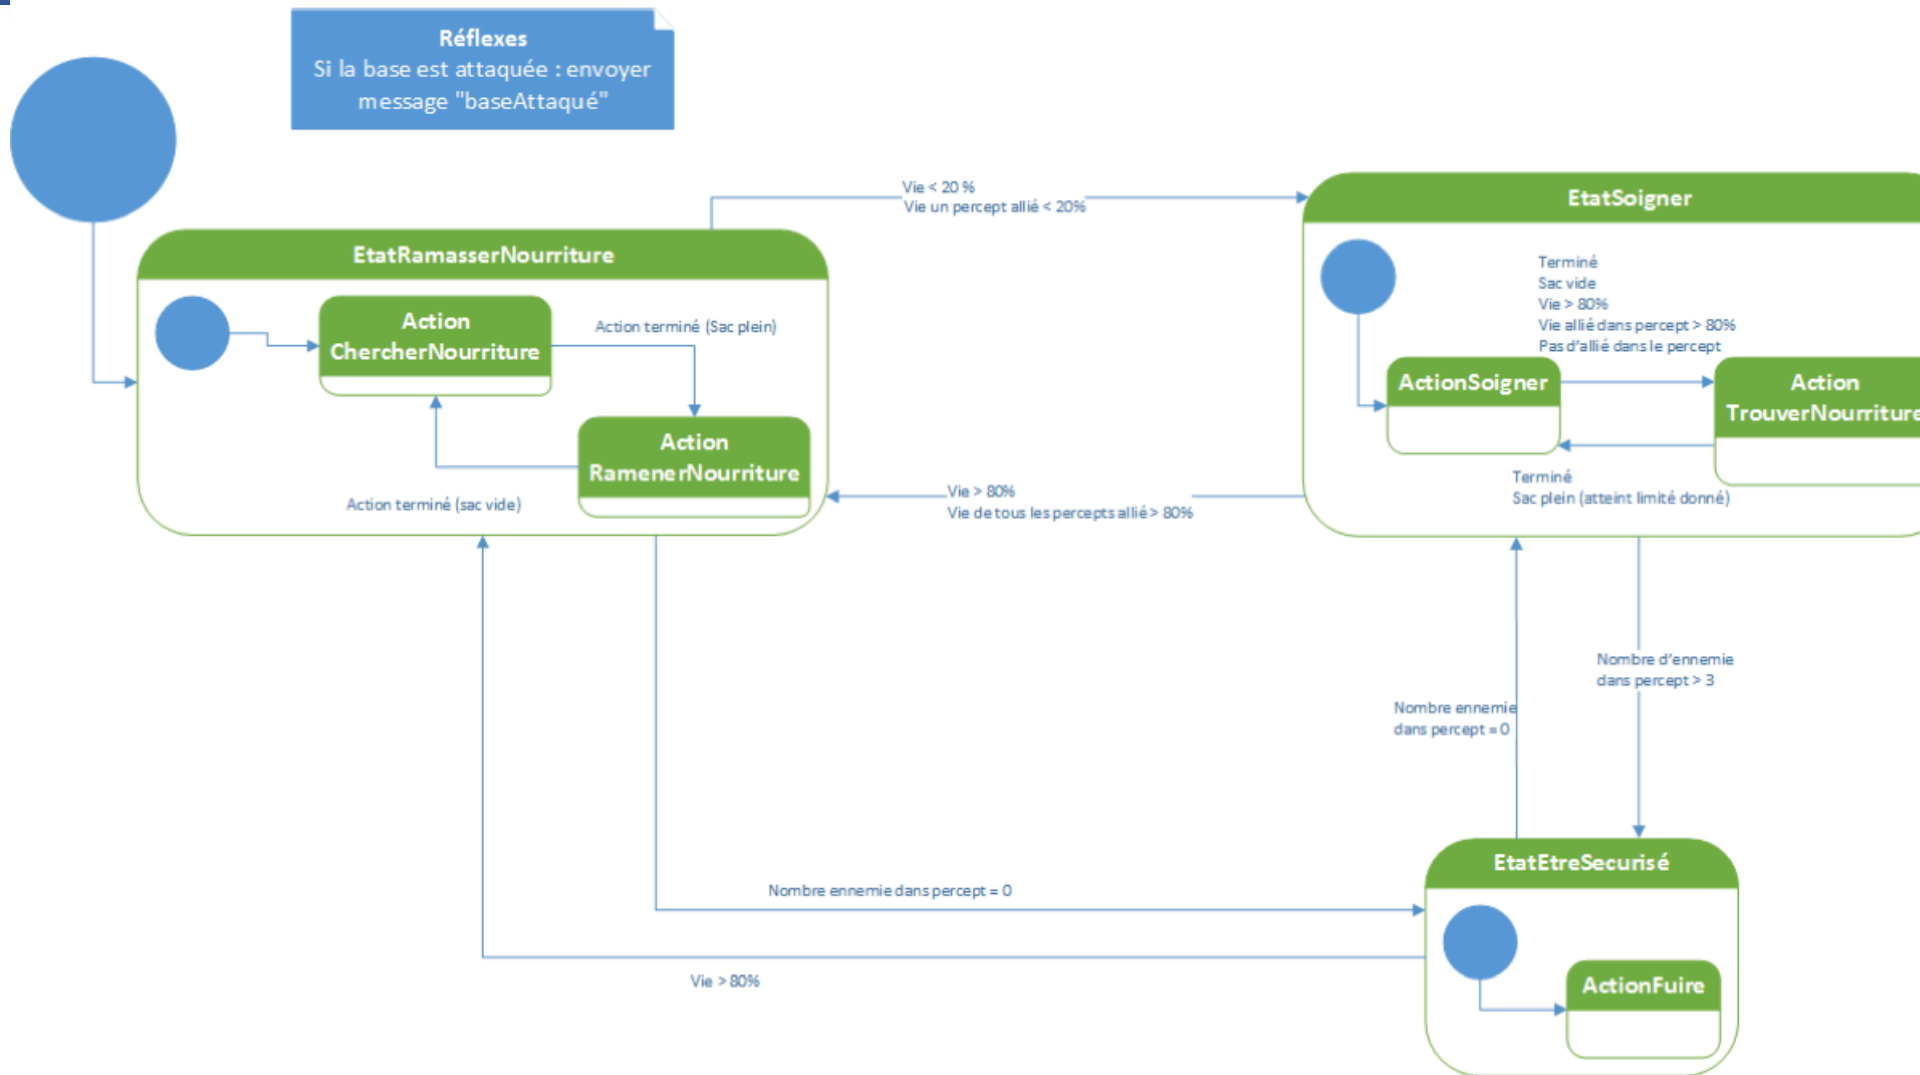 Réflexes
Si la base est attaquée : envoyer
message "baseAttaqué"
Vie < 20 %
Vie un percept allié < 20%
EtatSoigner
EtatRamasserNourriture
Terminé
Sac vide
Vie > 80%
Vie allié dans percept > 80%
Pas d'allié dans le percept
Action
ChercherNourriture
Action terminé (Sac plein)
ActionSoigner
Action
TrouverNourriture
Action
RamenerNourriture
Action terminé (sac vide)
Vie > 80%
Vie de tous les percepts allié > 80%
Terminé
Sac plein (atteint limité donné)
Nombre d'ennemie
dans percept > 3
Nombre ennemie
dans percept = 0
EtatEtreSecurisé
Nombre ennemie dans percept = 0
Vie > 80%
ActionFuire